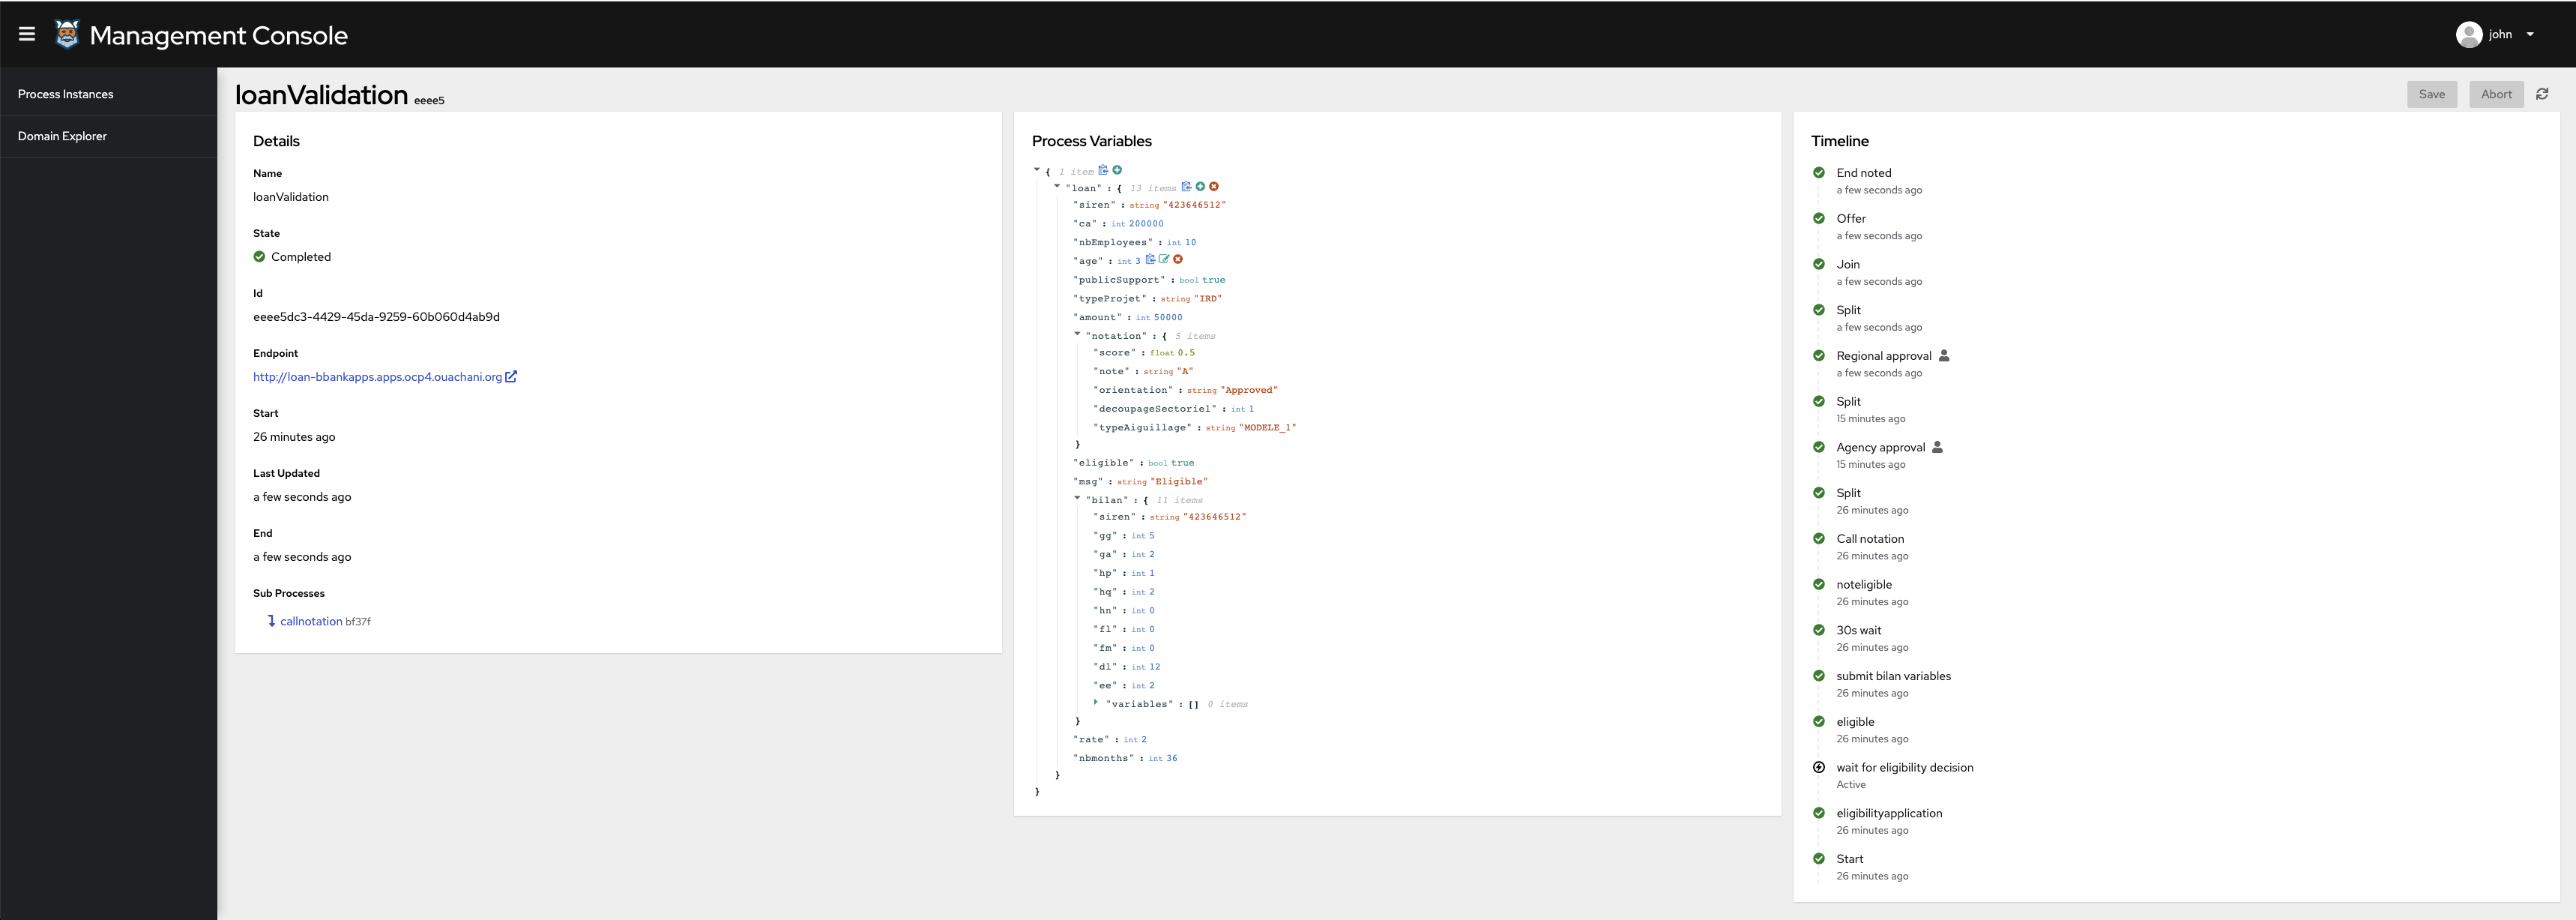 Management Console
john
Process Instances
Domain Explorer
loanValidation eeee5
Save
Abort
Details
Name
loanValidation
State
Completed
Id
eeee5dc3-4429-45da-9259-60b060d4ab9d
Endpoint
http://loan-bbankapps.apps.ocp4.ouachani.org
Start
26 minutes ago
Last Updated
a few seconds ago
End
a few seconds ago
Sub Processes
callnotation bf37f
Process Variables
{ 1 item
"loan" : { 13 items
"siren" : string "423646512"
"ca" : int 200000
"nbEmployees" : int 10
"age" : int 3
"publicSupport" : bool true
"typeProjet" : string "IRD"
"amount" : int 50000
"notation" : { 5 items
"score" : float 0.5
"note" : string "A"
"orientation" : string "Approved"
"decoupageSectoriel" : int 1
"typeAiguillage" : string "MODELE_1"
}
"eligible" : bool true
"msg" : string "Eligible"
"bilan" : { 11 items
"siren" : string "423646512"
"gg" : int 5
"ga" : int 2
"hp" : int 1
"hq" : int 2
"hn" : int 0
"fl" : int 0
"fm" : int 0
"dl" : int 12
"ee" : int 2
"variables" : [] 0 items
}
"rate" : int 2
"nbmonths" : int 36
}
}
Timeline
End noted
a few seconds ago
Offer
a few seconds ago
Join
a few seconds ago
Split
a few seconds ago
Regional approval
a few seconds ago
Split
15 minutes ago
Agency approval
15 minutes ago
Split
26 minutes ago
Call notation
26 minutes ago
noteligible
26 minutes ago
30s wait
26 minutes ago
submit bilan variables
26 minutes ago
eligible
26 minutes ago
wait for eligibility decision
Active
eligibilityapplication
26 minutes ago
Start
26 minutes ago